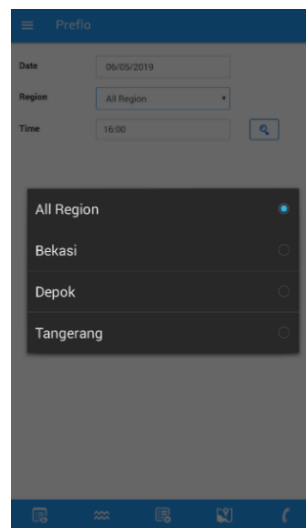 Preflo
Date 06/05/2019
Region All Region
Time 16:00
All Region
Bekasi
Depok
Tangerang